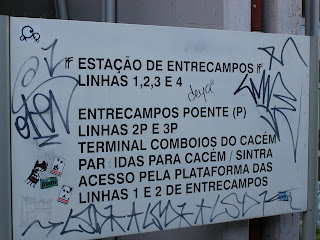 ESTAÇÃO DE ENTRECAMPOS
LINHAS 1,2,3 E 4
ENTRECAMPOS POENTE (P)
LINHAS 2P E 3P
TERMINAL COMBOIOS DO CACÉM
PAR IDAS PARA CACÉM / SINTRA
ACESSO PELA PLATAFORMA DAS
LINHAS 1 E 2 DE ENTRECAMPOS